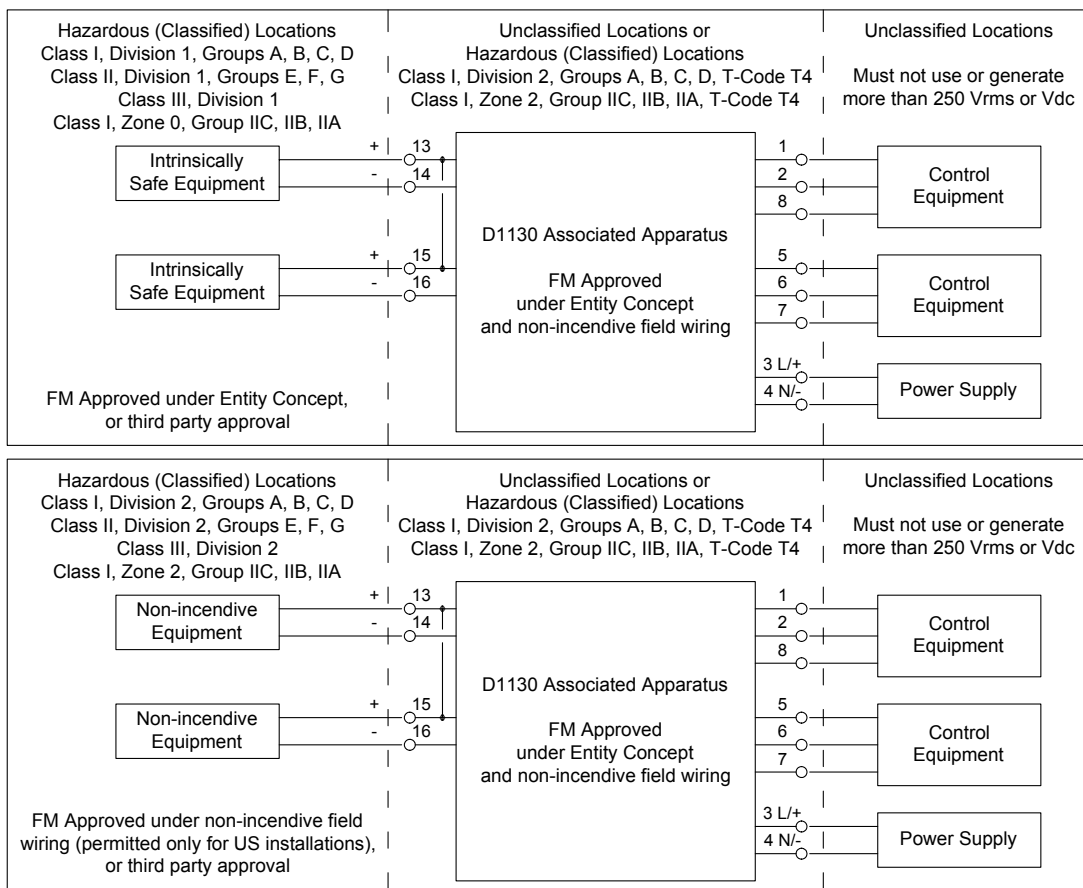 Hazardous (Classified) Locations
Class I, Division 1, Groups A, B, C, D
Class II, Division 1, Groups E, F, G
Class III, Division 1
Class I, Zone 0, Group IIC, IIB, IIA
Unclassified Locations or
Hazardous (Classified) Locations
Class I, Division 2, Groups A, B, C, D, T-Code T4
Class I, Zone 2, Group IIC, IIB, IIA, T-Code T4
Unclassified Locations
Must not use or generate
more than 250 Vrms or Vdc
Intrinsically
Safe Equipment
+
-
13
14
Intrinsically
Safe Equipment
+
-
15
16
FM Approved under Entity Concept,
or third party approval
D1130 Associated Apparatus
FM Approved
under Entity Concept
and non-incendive field wiring
1
2
8
Control
Equipment
5
6
7
Control
Equipment
3 L/+
4 N/-
Power Supply
Hazardous (Classified) Locations
Class I, Division 2, Groups A, B, C, D
Class II, Division 2, Groups E, F, G
Class III, Division 2
Class I, Zone 2, Group IIC, IIB, IIA
Unclassified Locations or
Hazardous (Classified) Locations
Class I, Division 2, Groups A, B, C, D, T-Code T4
Class I, Zone 2, Group IIC, IIB, IIA, T-Code T4
Unclassified Locations
Must not use or generate
more than 250 Vrms or Vdc
Non-incendive
Equipment
+
-
13
14
Non-incendive
Equipment
+
-
15
16
FM Approved under non-incendive field
wiring (permitted only for US installations),
or third party approval
D1130 Associated Apparatus
FM Approved
under Entity Concept
and non-incendive field wiring
1
2
8
Control
Equipment
5
6
7
Control
Equipment
3 L/+
4 N/-
Power Supply